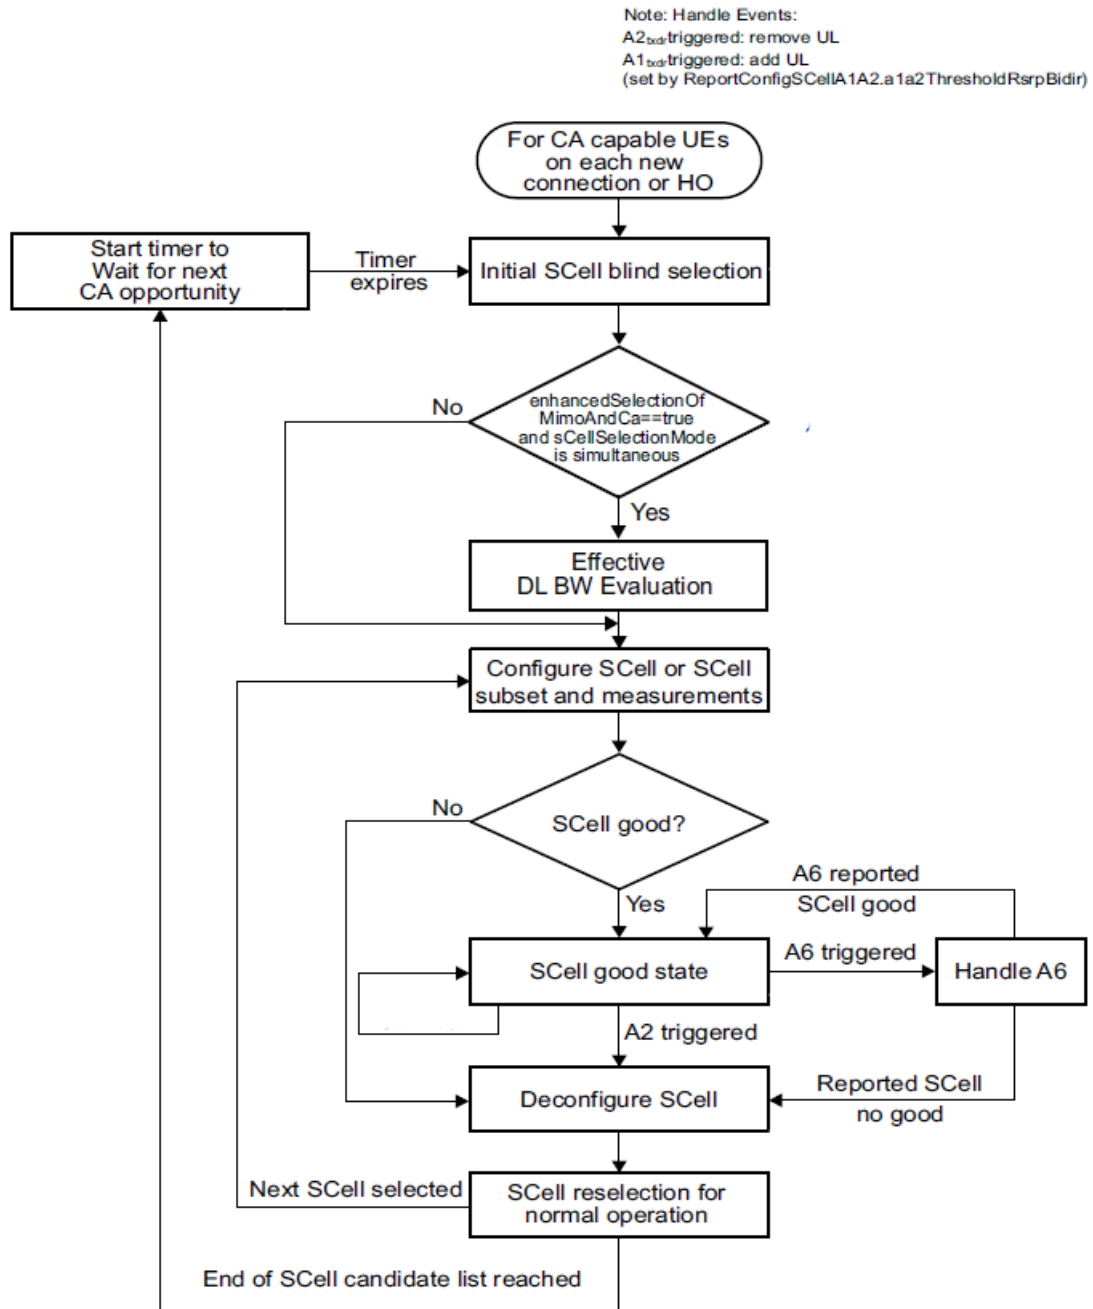 Note: Handle Events:
A2txdrtriggered: remove UL
A1txdrtriggered: add UL
(set by ReportConfigSCellA1A2.a1a2ThresholdRsrpBidir)
For CA capable UEs
on each new
connection or HO
Start timer to
Wait for next
CA opportunity
Timer
expires
Initial SCell blind selection
No
enhancedSelectionOf
MimoAndCa==true
and sCellSelectionMode
is simultaneous
Yes
Effective
DL BW Evaluation
Configure SCell or SCell
subset and measurements
No
SCell good?
Yes
A6 reported
SCell good
SCell good state
A6 triggered
Handle A6
A2 triggered
Deconfigure SCell
Reported SCell
no good
Next SCell selected
SCell reselection for
normal operation
End of SCell candidate list reached